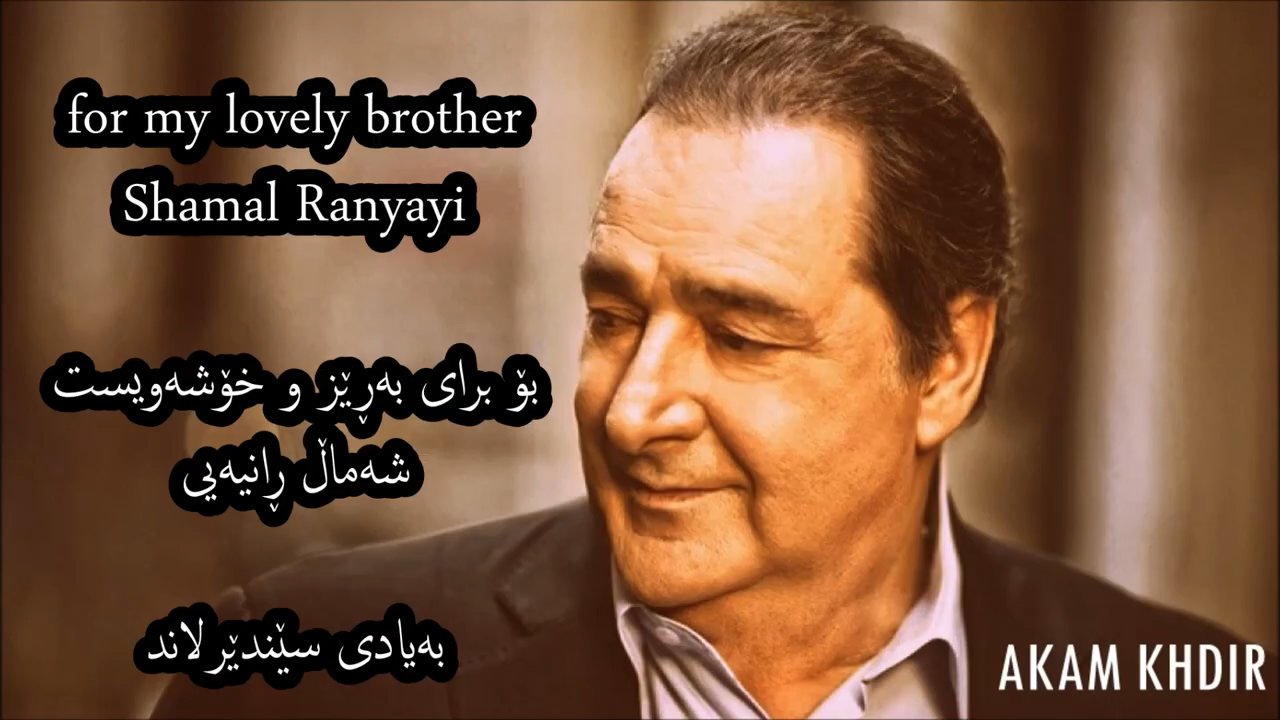 for my lovely brother
Shamal Ranyayi
بۆ برای بەڕێز و خۆشەویست
شەماڵ ڕانیەیی
بەیادی سێندێرلاند
AKAM KHDIR